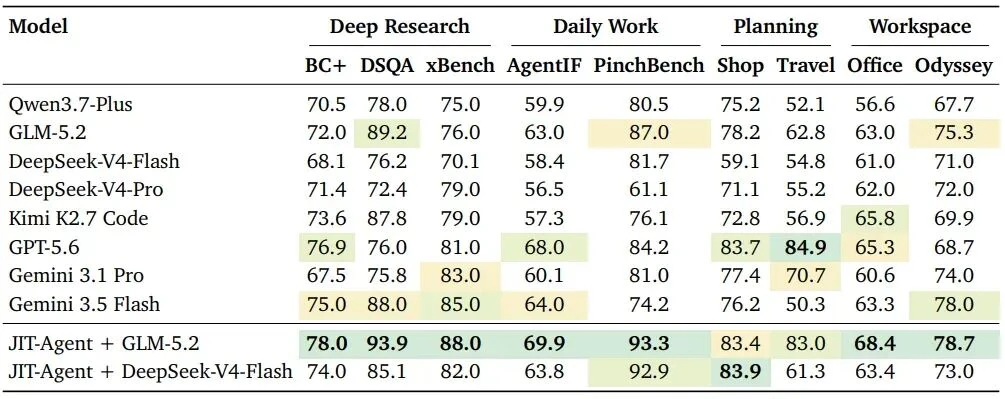 Model Deep Research Daily Work Planning Workspace
BC+ DSQA xBench AgentIF PinchBench Shop Travel Office Odyssey
Qwen3.7-Plus 70.5 78.0 75.0 59.9 80.5 75.2 52.1 56.6 67.7
GLM-5.2 72.0 89.2 76.0 63.0 87.0 78.2 62.8 63.0 75.3
DeepSeek-V4-Flash 68.1 76.2 70.1 58.4 81.7 59.1 54.8 61.0 71.0
DeepSeek-V4-Pro 71.4 72.4 79.0 56.5 61.1 71.1 55.2 62.0 72.0
Kimi K2.7 Code 73.6 87.8 79.0 57.3 76.1 72.8 56.9 65.8 69.9
GPT-5.6 76.9 76.0 81.0 68.0 84.2 83.7 84.9 65.3 68.7
Gemini 3.1 Pro 67.5 75.8 83.0 60.1 81.0 77.4 70.7 60.6 74.0
Gemini 3.5 Flash 75.0 88.0 85.0 64.0 74.2 76.2 50.3 63.3 78.0
JIT-Agent + GLM-5.2 78.0 93.9 88.0 69.9 93.3 83.4 83.0 68.4 78.7
JIT-Agent + DeepSeek-V4-Flash 74.0 85.1 82.0 63.8 92.9 83.9 61.3 63.4 73.0